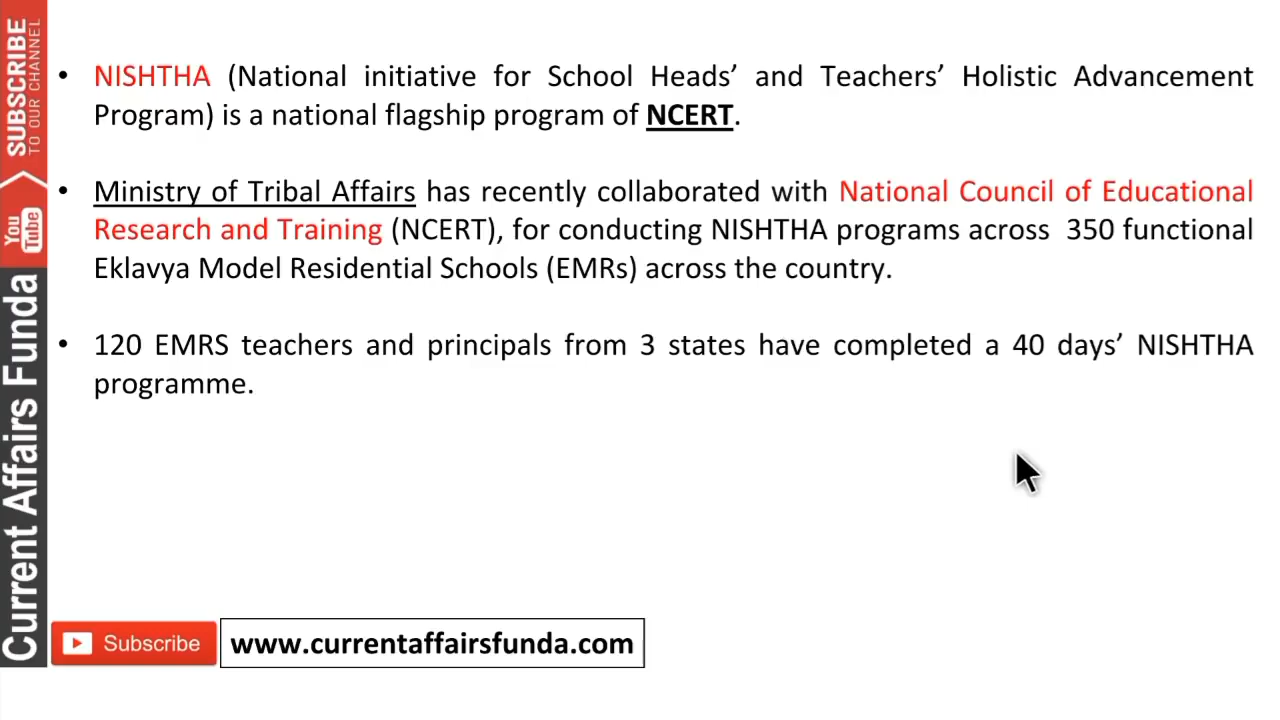 • NISHTHA (National initiative for School Heads’ and Teachers’ Holistic Advancement
Program) is a national flagship program of NCERT.
• Ministry of Tribal Affairs has recently collaborated with National Council of Educational
Research and Training (NCERT), for conducting NISHTHA programs across 350 functional
Eklavya Model Residential Schools (EMRs) across the country.
• 120 EMRS teachers and principals from 3 states have completed a 40 days’ NISHTHA
programme.
SUBSCRIBE
TO OUR CHANNEL
You
Tube
Current Affairs Funda
Subscribe
www.currentaffairsfunda.com